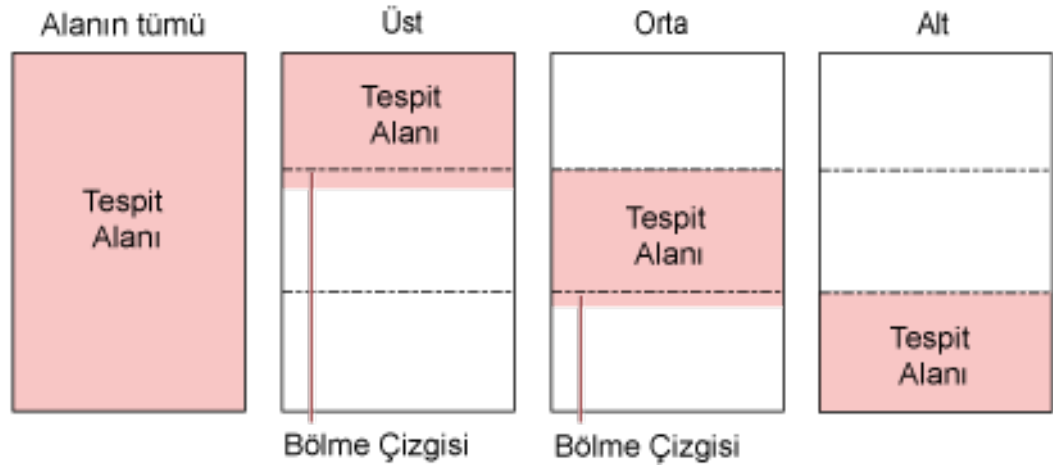 Alanın tümü
Üst
Orta
Alt
Tespit
Alanı
Tespit
Alanı
Tespit
Alanı
Tespit
Alanı
Bölme Çizgisi
Bölme Çizgisi